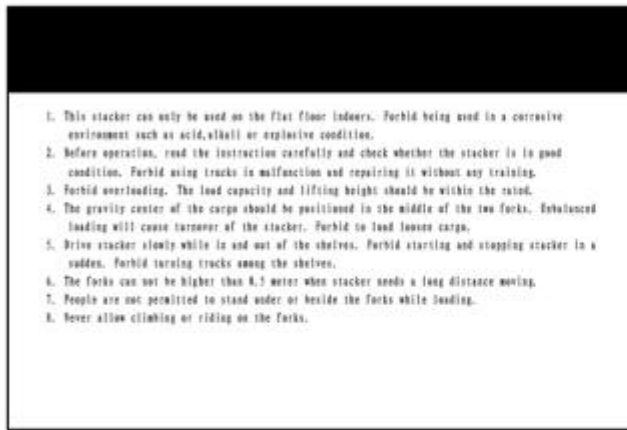 1. This stacker can only be used on the flat floor indoors. Forbid being used in a corrosive
environment such as acid,alkali or explosive condition.
2. Before operation, read the instruction carefully and check whether the stacker is in good
condition. Forbid using trucks in malfunction and repairing it without any training.
3. Forbid overloading. The load capacity and lifting height should be within the rated.
4. The gravity center of the cargo should be positioned in the middle of the two forks. Unbalanced
loading will cause turnover of the stacker. Forbid to load loosen cargo.
5. Drive stacker slowly while in and out of the shelves. Forbid starting and stopping stacker in a
sudden. Forbid turning trucks among the shelves.
6. The forks can not be higher than 0.5 meter when stacker needs a long distance moving.
7. People are not permitted to stand under or beside the forks while loading.
8. Never allow climbing or riding on the forks.